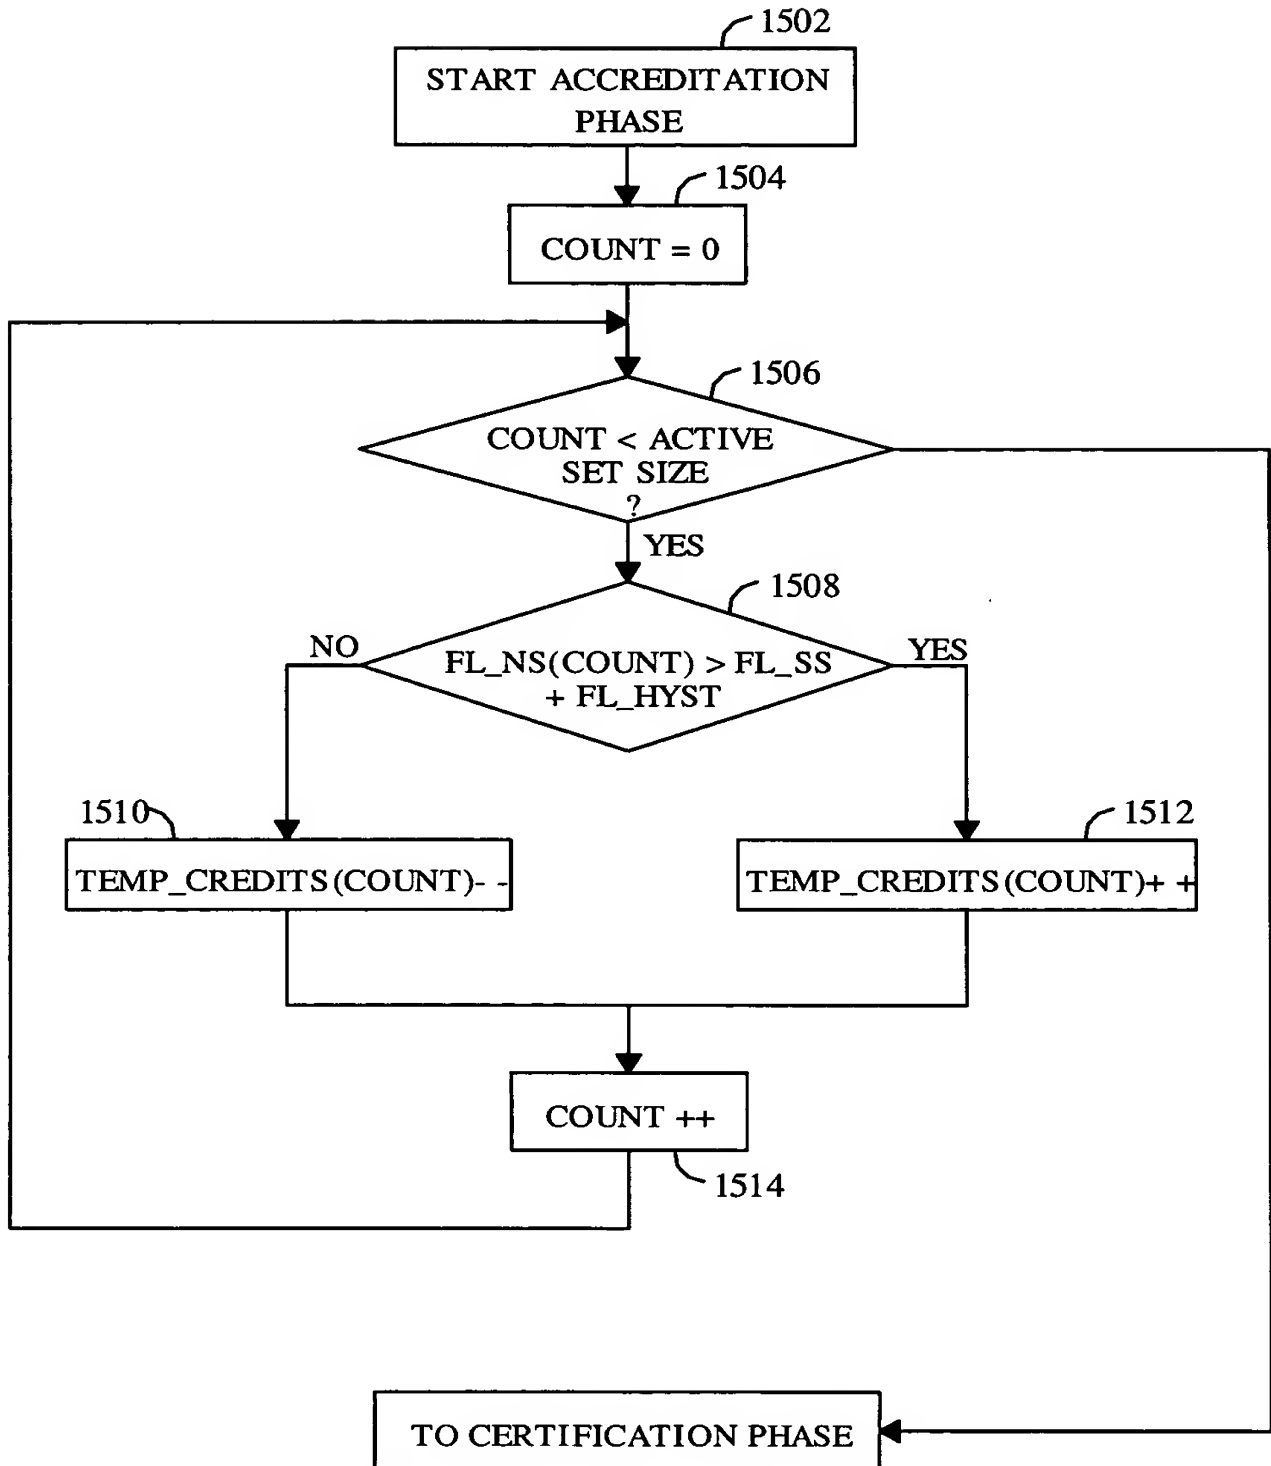 1502
START ACCREDITATION
PHASE
1504
COUNT = 0
1506
COUNT < ACTIVE
SET SIZE
?
YES
1508
NO
FL_NS(COUNT) > FL_SS
+ FL_HYST
YES
1510
TEMP_CREDITS(COUNT)- -
1512
TEMP_CREDITS(COUNT)+ +
COUNT ++
1514
TO CERTIFICATION PHASE